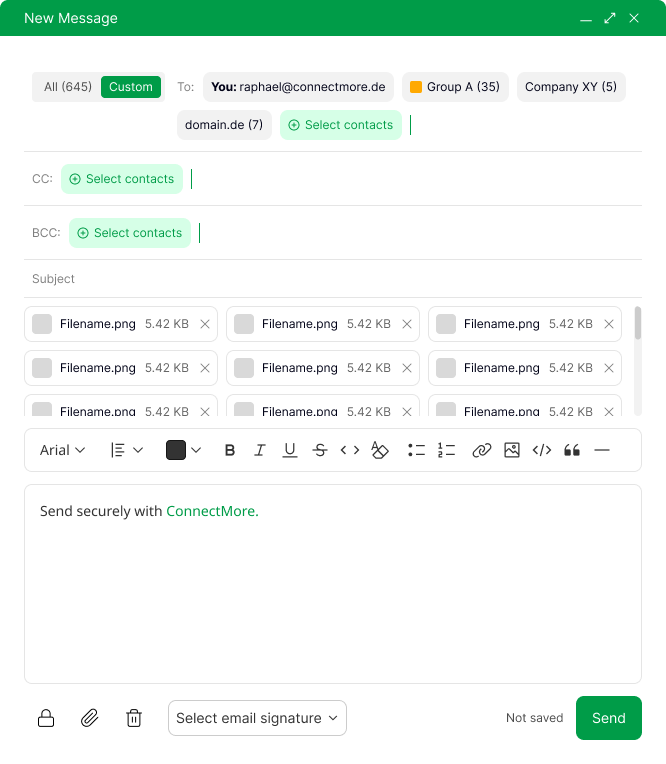 New Message
All (645) Custom To: You: raphael@connectmore.de Group A (35) Company XY (5)
domain.de (7) Select contacts
CC: Select contacts
BCC: Select contacts
Subject
Filename.png 5.42 KB Filename.png 5.42 KB Filename.png 5.42 KB
Filename.png 5.42 KB Filename.png 5.42 KB Filename.png 5.42 KB
Filename.png 5.42 KB Filename.png 5.42 KB Filename.png 5.42 KB
Arial B I U S
Send securely with ConnectMore.
Select email signature Not saved Send